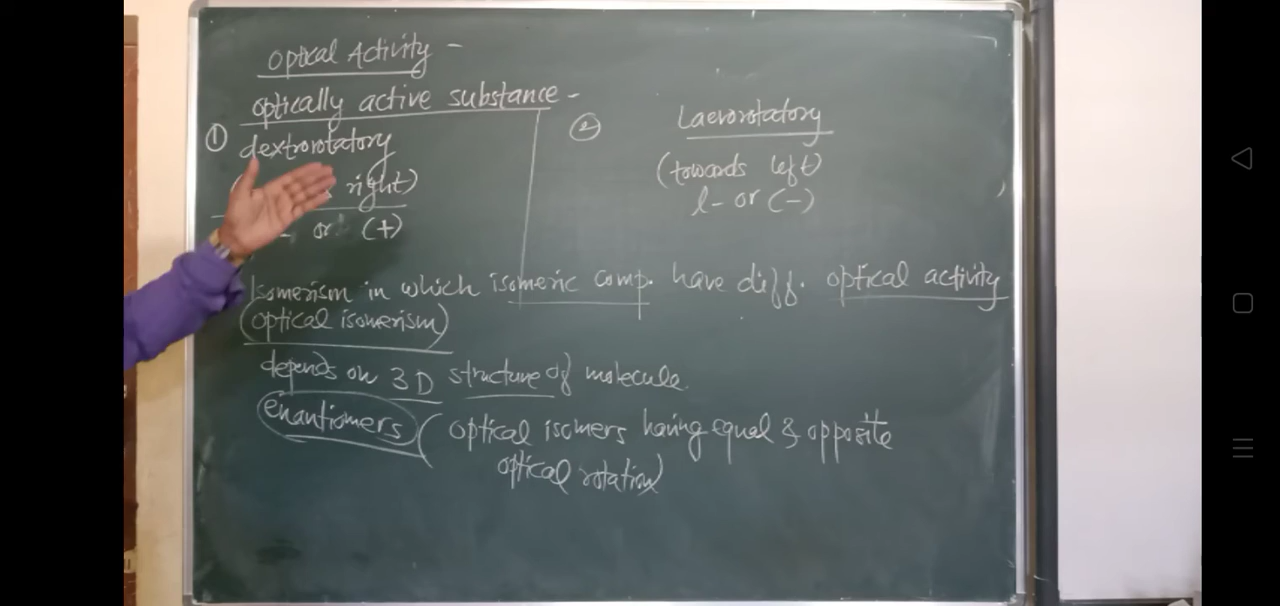 Optical Activity -
optically active substance -
① dextrorotatory
right)
- or (+)
② Laevorotatory
(towards left)
l- or (-)
Isomerism in which isomeric comp. have diff. optical activity
(optical isomerism)
depends on 3D structure of molecule.
enantiomers ( optical isomers having equal & opposite
optical rotation)